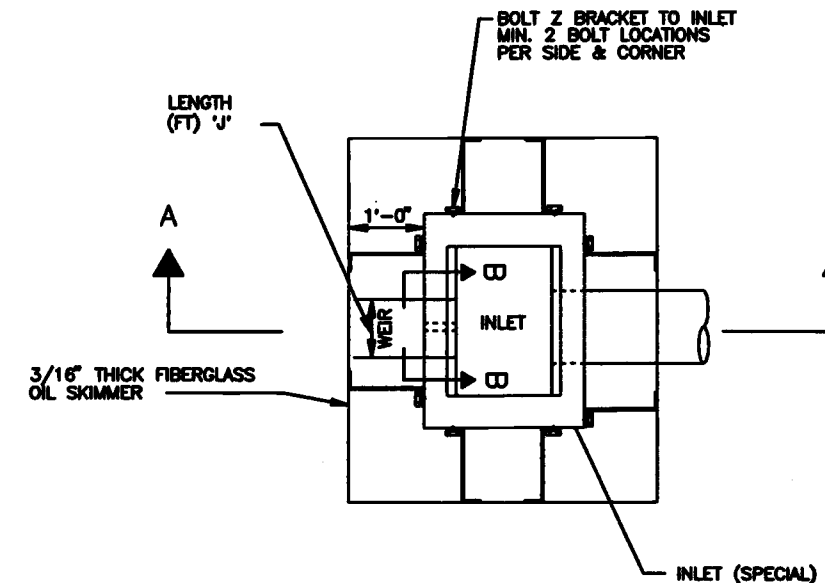 BOLT Z BRACKET TO INLET
MIN. 2 BOLT LOCATIONS
PER SIDE & CORNER
LENGTH
(FT) 'J'
A
1'-0"
B
WEIR
INLET
B
3/16" THICK FIBERGLASS
OIL SKIMMER
INLET (SPECIAL)